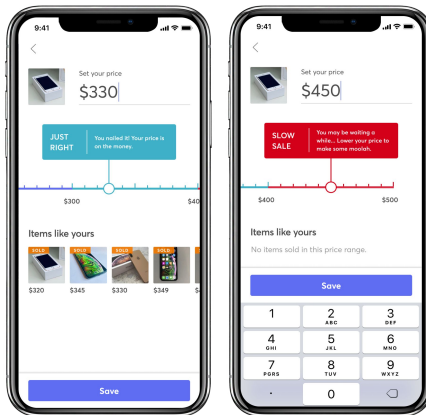 9:41
Set your price
$330
JUST
RIGHT
You nailed it! Your price is
on the money.
$300
$40
Items like yours
SOLD
SOLD
SOLD
SOLD
$320
$345
$330
$349
Save
9:41
Set your price
$450
SLOW
SALE
You may be waiting a
while... Lower your price to
make some moolah.
$400
$500
Items like yours
No items sold in this price range.
Save
1
2
ABC
3
DEF
4
GHI
5
JKL
6
MNO
7
PQRS
8
TUV
9
WXYZ
.
0